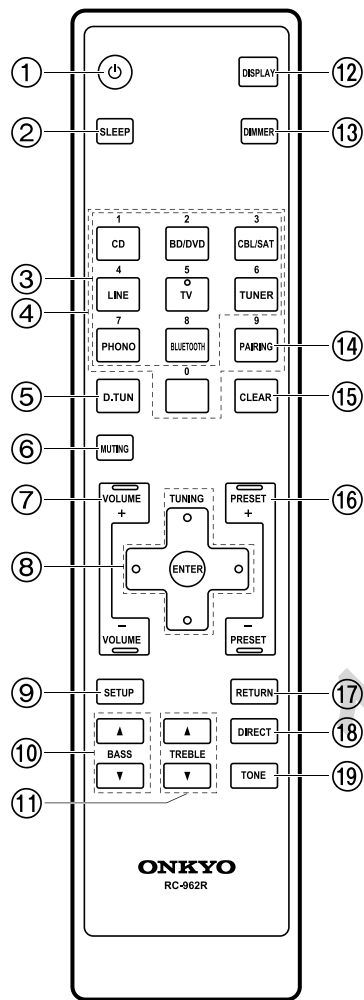 ① ⑫ DISPLAY
② SLEEP DIMMER ⑬
1 2 3
CD BD/DVD CBL/SAT
③ 4 5 6
④ LINE TV TUNER
7 8 9
PHONO BLUETOOTH PAIRING ⑭
0
⑤ D.TUN CLEAR ⑮
⑥ MUTING
⑦ VOLUME TUNING PRESET ⑯
+ +
⑧ ENTER
– –
VOLUME PRESET
⑨ SETUP RETURN ⑰
⑩ ▲ ▲ DIRECT ⑱
BASS TREBLE
▼ ▼ TONE ⑲
⑪
ONKYO
RC-962R